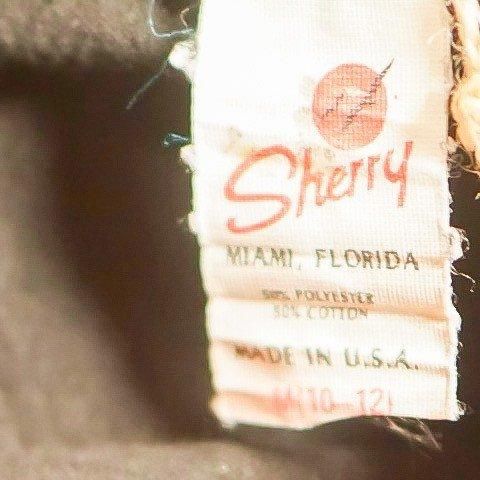 Sherry
MIAMI, FLORIDA
50% POLYESTER
50% COTTON
MADE IN U.S.A.
M(10-12)